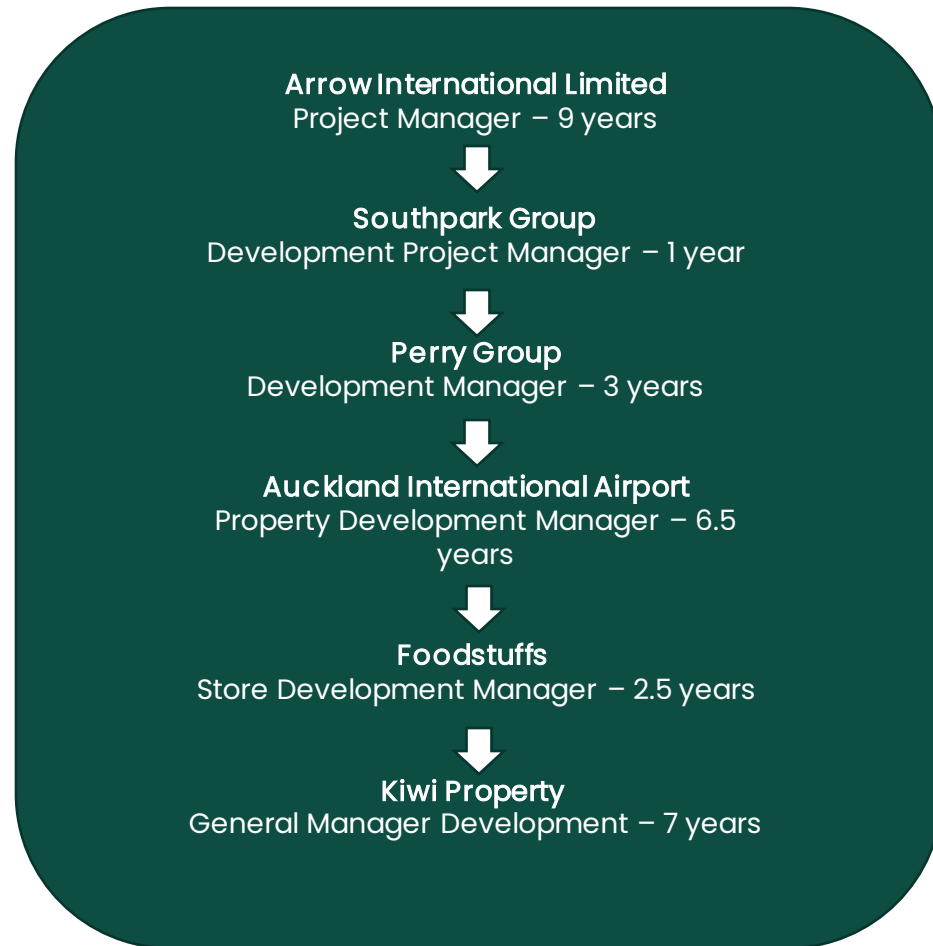 Arrow International Limited
Project Manager – 9 years
Southpark Group
Development Project Manager – 1 year
Perry Group
Development Manager – 3 years
Auckland International Airport
Property Development Manager – 6.5
years
Foodstuffs
Store Development Manager – 2.5 years
Kiwi Property
General Manager Development – 7 years